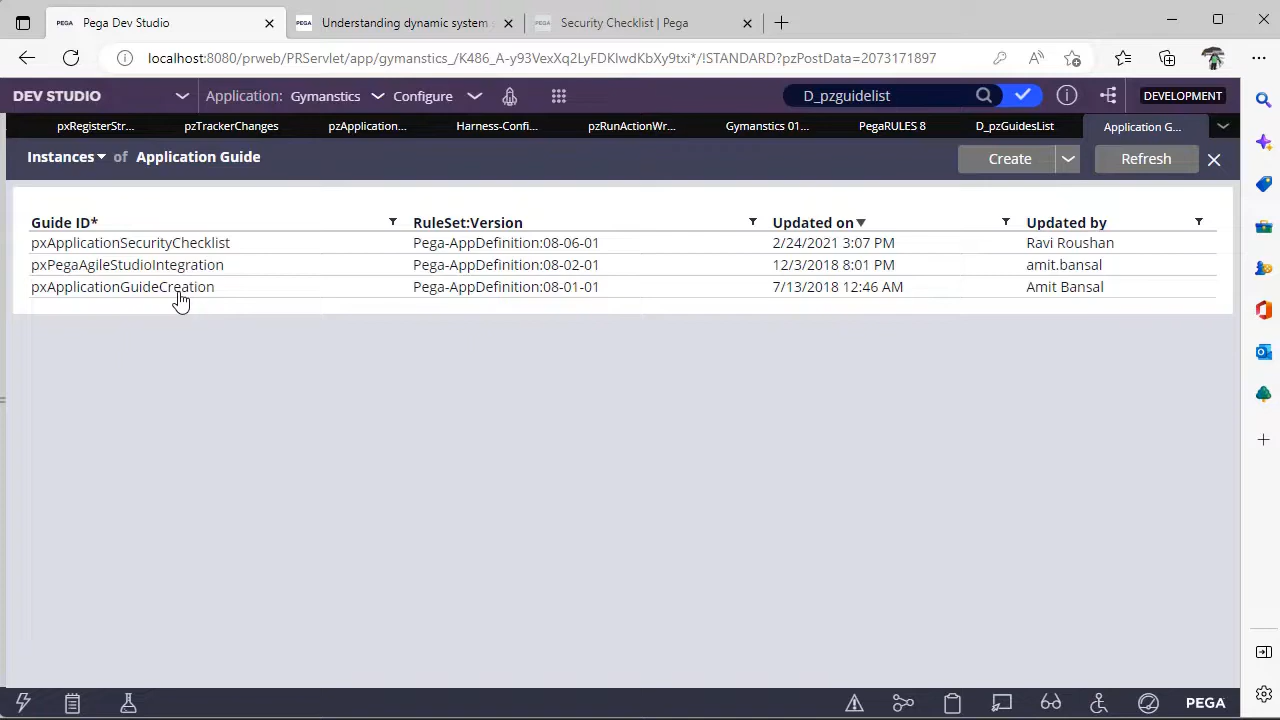 PEGA Pega Dev Studio
PEGA Understanding dynamic system
PEGA Security Checklist | Pega
localhost:8080/prweb/PRServlet/app/gymanstics_/K486_A7y93VexXq2LyFDKlwdKbXy9txi*/!STANDARD?pzPostData=2073171897
DEV STUDIO Application: Gymanstics Configure D_pzguidelist DEVELOPMENT
pxRegisterStr... pzTrackerChanges pzApplication... Harness-Confi... pzRunActionWr... Gymanstics 01... PegaRULES 8 D_pzGuidesList Application G...
Instances of Application Guide Create Refresh
Guide ID* RuleSet:Version Updated on Updated by
pxApplicationSecurityChecklist Pega-AppDefinition:08-06-01 2/24/2021 3:07 PM Ravi Roushan
pxPegaAgileStudioIntegration Pega-AppDefinition:08-02-01 12/3/2018 8:01 PM amit.bansal
pxApplicationGuideCreation Pega-AppDefinition:08-01-01 7/13/2018 12:46 AM Amit Bansal
PEGA